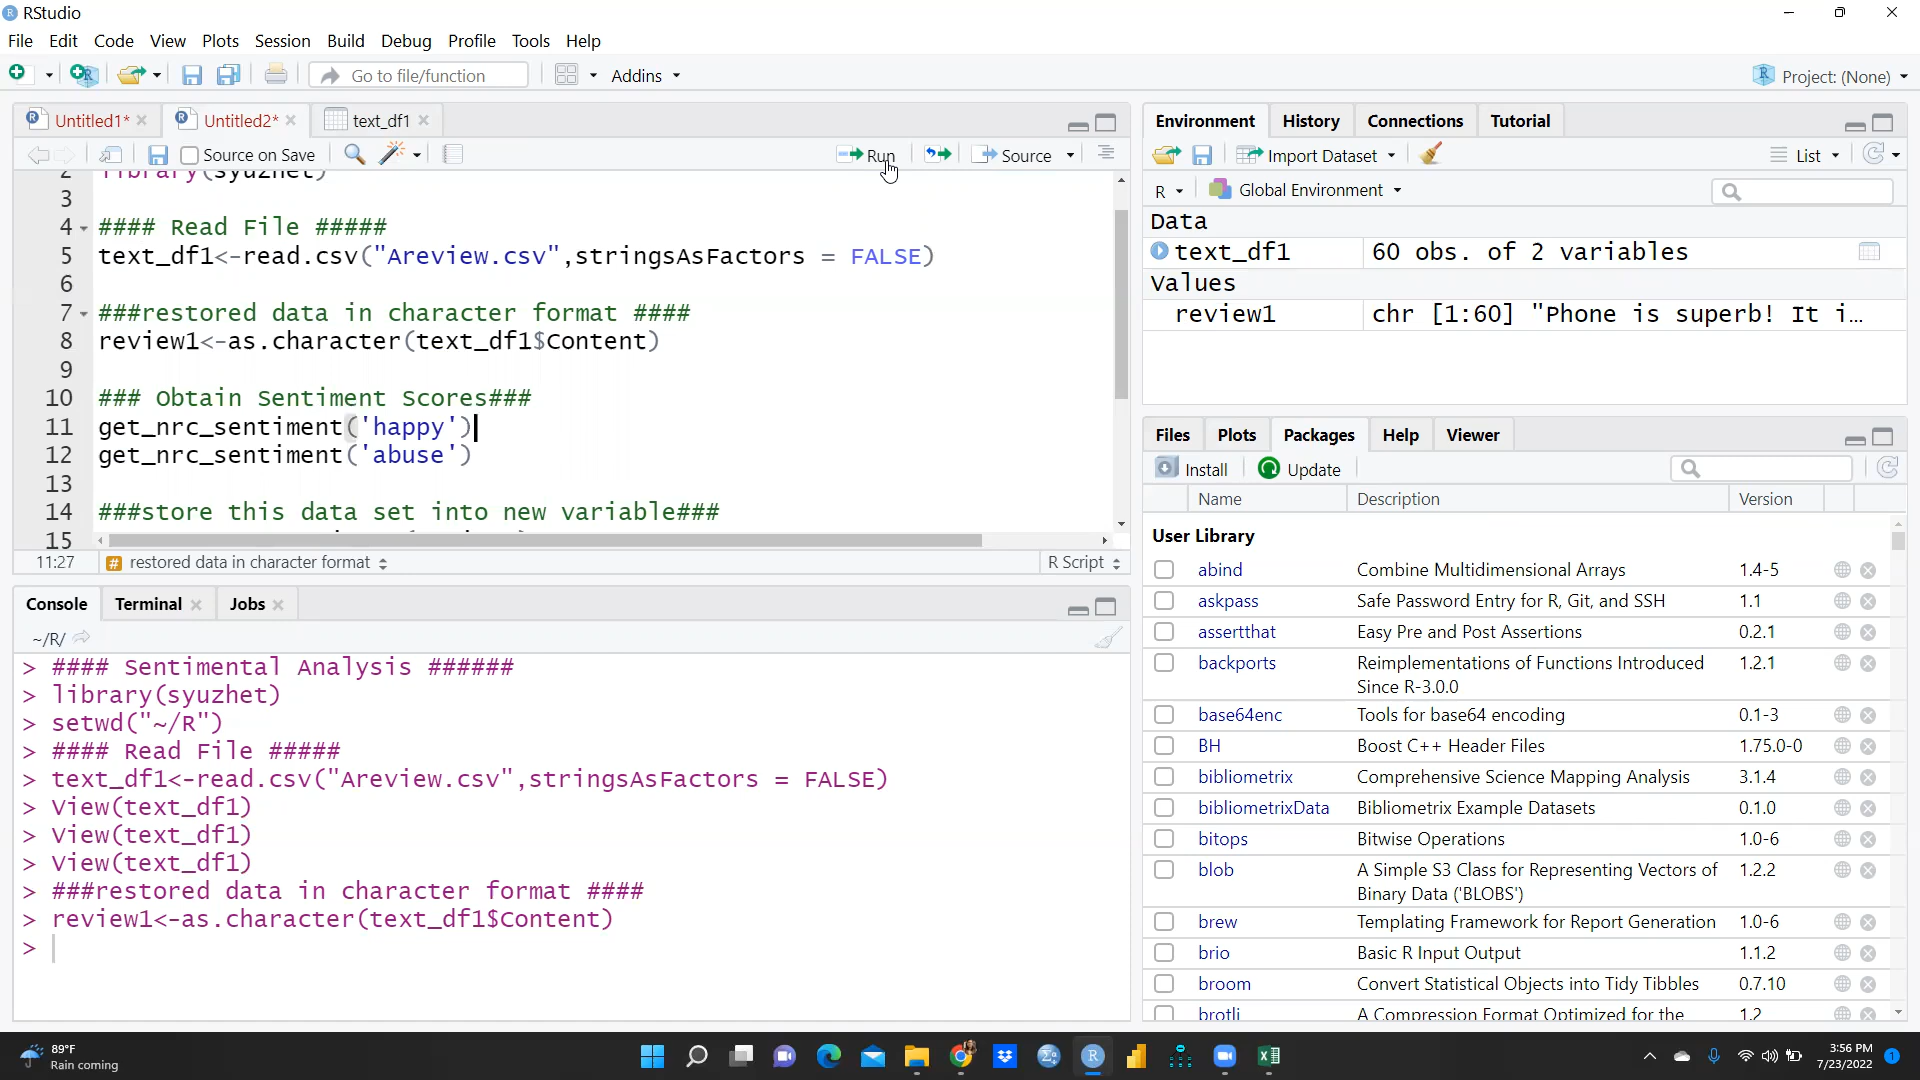 RStudio
File Edit Code View Plots Session Build Debug Profile Tools Help
Go to file/function Addins Project: (None)
Untitled1* Untitled2* text_df1
Source on Save Run Source
2 library(syuzhet)
3
4 #### Read File #####
5 text_df1<-read.csv("Areview.csv",stringsAsFactors = FALSE)
6
7 ###restored data in character format ####
8 review1<-as.character(text_df1$Content)
9
10 ### Obtain Sentiment Scores###
11 get_nrc_sentiment('happy')
12 get_nrc_sentiment('abuse')
13
14 ###store this data set into new variable###
15
11:27 # restored data in character format R Script
Console Terminal Jobs
~/R/
> #### Sentimental Analysis ######
> library(syuzhet)
> setwd("~/R")
> #### Read File #####
> text_df1<-read.csv("Areview.csv",stringsAsFactors = FALSE)
> View(text_df1)
> View(text_df1)
> View(text_df1)
> ###restored data in character format ####
> review1<-as.character(text_df1$Content)
>
Environment History Connections Tutorial
Import Dataset List
R Global Environment
Data
text_df1 60 obs. of 2 variables
Values
review1 chr [1:60] "Phone is superb! It i…
Files Plots Packages Help Viewer
Install Update
Name Description Version
User Library
abind Combine Multidimensional Arrays 1.4-5
askpass Safe Password Entry for R, Git, and SSH 1.1
assertthat Easy Pre and Post Assertions 0.2.1
backports Reimplementations of Functions Introduced 1.2.1
Since R-3.0.0
base64enc Tools for base64 encoding 0.1-3
BH Boost C++ Header Files 1.75.0-0
bibliometrix Comprehensive Science Mapping Analysis 3.1.4
bibliometrixData Bibliometrix Example Datasets 0.1.0
bitops Bitwise Operations 1.0-6
blob A Simple S3 Class for Representing Vectors of 1.2.2
Binary Data ('BLOBS')
brew Templating Framework for Report Generation 1.0-6
brio Basic R Input Output 1.1.2
broom Convert Statistical Objects into Tidy Tibbles 0.7.10
brotli A Compression Format Optimized for the 1.2
89°F
Rain coming
3:56 PM
7/23/2022 1